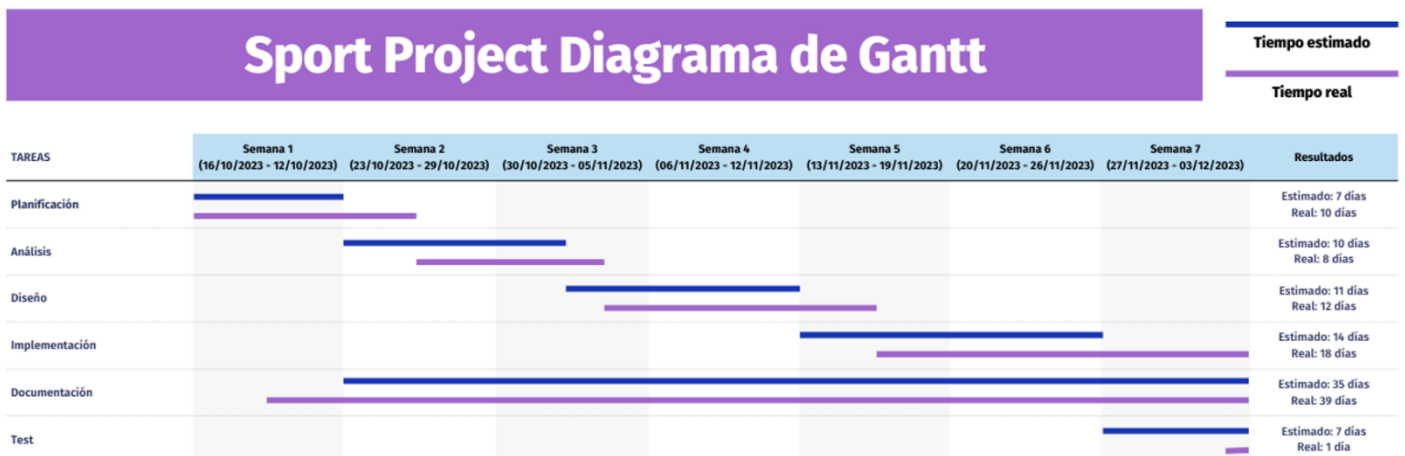 Sport Project Diagrama de Gantt
Tiempo estimado
Tiempo real
TAREAS
Semana 1
(16/10/2023 - 12/10/2023)
Semana 2
(23/10/2023 - 29/10/2023)
Semana 3
(30/10/2023 - 05/11/2023)
Semana 4
(06/11/2023 - 12/11/2023)
Semana 5
(13/11/2023 - 19/11/2023)
Semana 6
(20/11/2023 - 26/11/2023)
Semana 7
(27/11/2023 - 03/12/2023)
Resultados
Planificación
Estimado: 7 días
Real: 10 días
Análisis
Estimado: 10 días
Real: 8 días
Diseño
Estimado: 11 días
Real: 12 días
Implementación
Estimado: 14 días
Real: 18 días
Documentación
Estimado: 35 días
Real: 39 días
Test
Estimado: 7 días
Real: 1 día